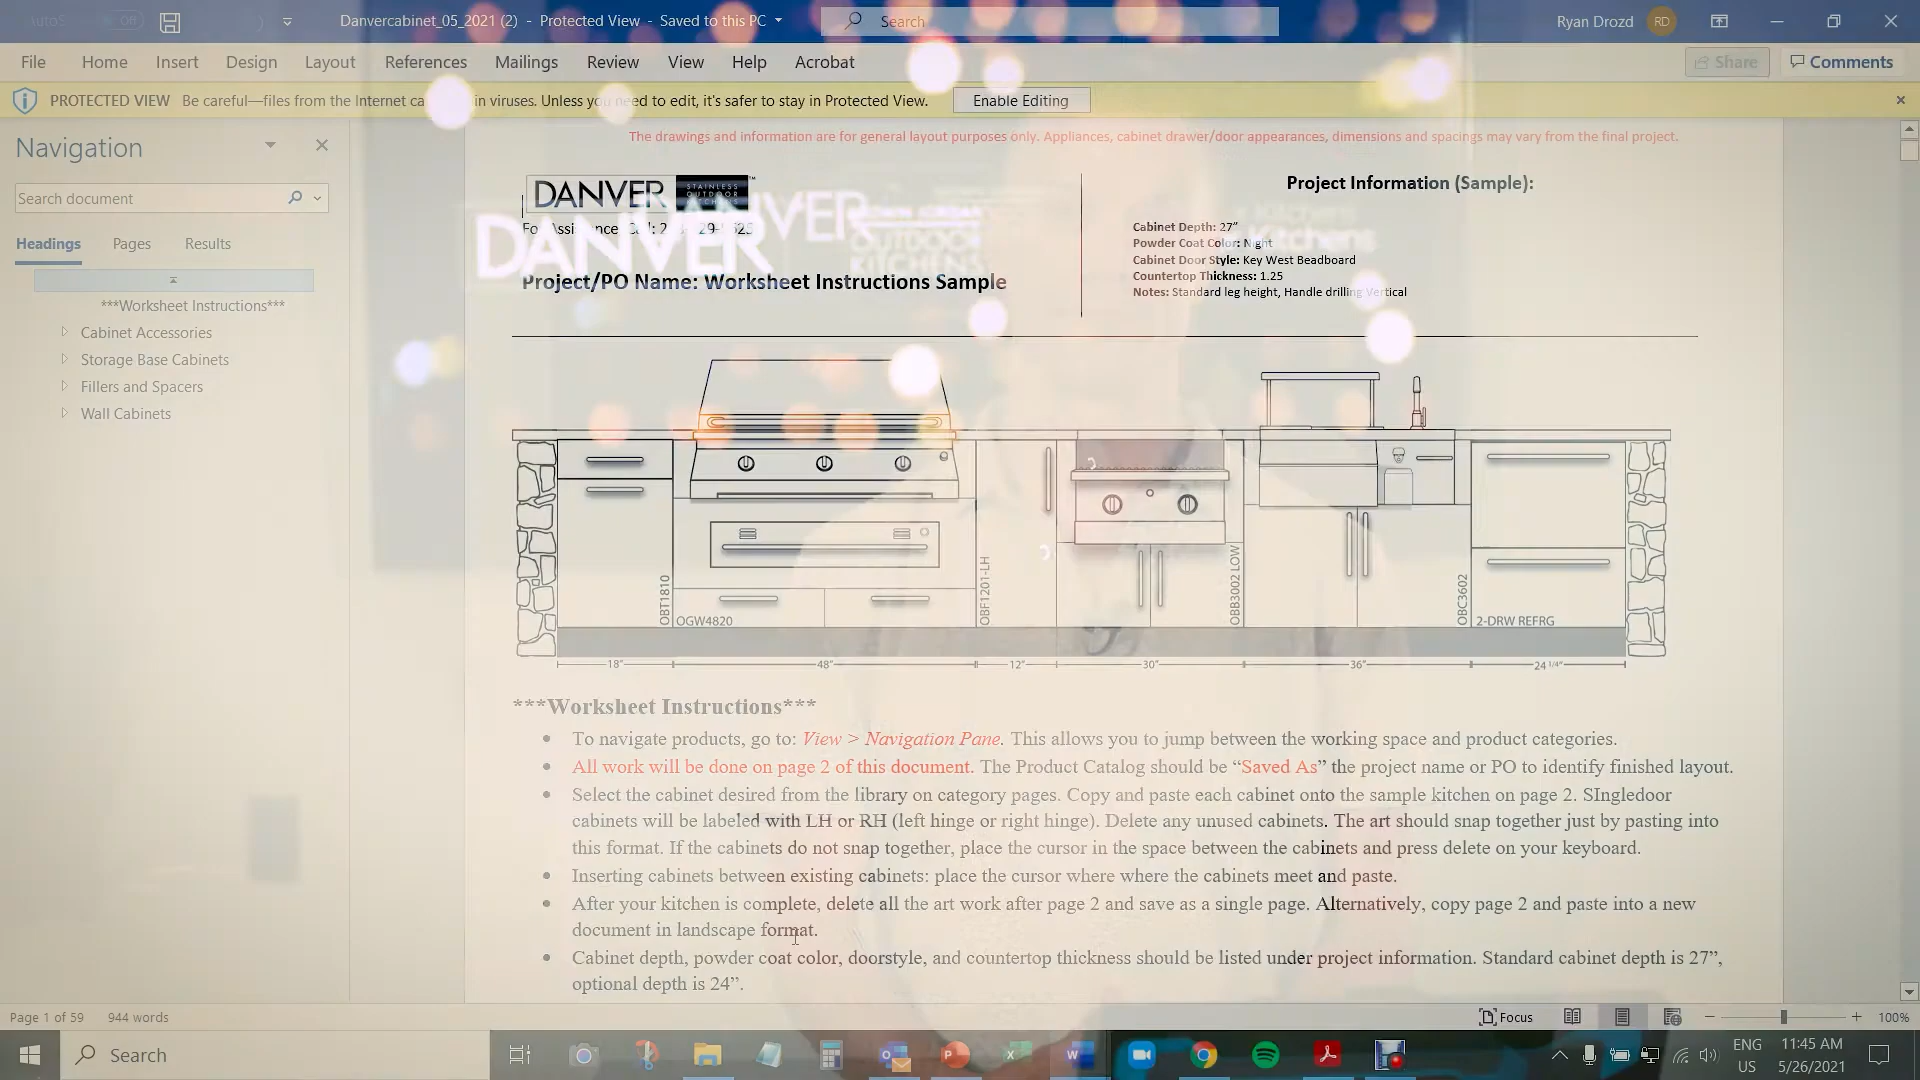 Danvercabinet_05_2021 (2) - Protected View - Saved to this PC
Search
Ryan Drozd
RD
File Home Insert Design Layout References Mailings Review View Help Acrobat
Share
Comments
PROTECTED VIEW Be careful—files from the Internet ca in viruses. Unless you need to edit, it's safer to stay in Protected View.
Enable Editing
Navigation
Search document
Headings Pages Results
***Worksheet Instructions***
Cabinet Accessories
Storage Base Cabinets
Fillers and Spacers
Wall Cabinets
The drawings and information are for general layout purposes only. Appliances, cabinet drawer/door appearances, dimensions and spacings may vary from the final project.
DANVER
STAINLESS
OUTDOOR
KITCHENS
DANVER
OUTDOOR
KITCHENS
Kitchens
Project/PO Name: Worksheet Instructions Sample
Project Information (Sample):
Cabinet Depth: 27”
Powder Coat Color: Night
Cabinet Door Style: Key West Beadboard
Countertop Thickness: 1.25
Notes: Standard leg height, Handle drilling Vertical
OBT1810
OGW4820
OBF1201-LH
OBB3002 LOW
OBC3602
2-DRW REFRG
18” 48” 12” 30” 36” 24 1/4”
***Worksheet Instructions***
• To navigate products, go to: View > Navigation Pane. This allows you to jump between the working space and product categories.
• All work will be done on page 2 of this document. The Product Catalog should be “Saved As” the project name or PO to identify finished layout.
• Select the cabinet desired from the library on category pages. Copy and paste each cabinet onto the sample kitchen on page 2. SIngledoor
cabinets will be labeled with LH or RH (left hinge or right hinge). Delete any unused cabinets. The art should snap together just by pasting into
this format. If the cabinets do not snap together, place the cursor in the space between the cabinets and press delete on your keyboard.
• Inserting cabinets between existing cabinets: place the cursor where where the cabinets meet and paste.
• After your kitchen is complete, delete all the art work after page 2 and save as a single page. Alternatively, copy page 2 and paste into a new
document in landscape format.
• Cabinet depth, powder coat color, doorstyle, and countertop thickness should be listed under project information. Standard cabinet depth is 27”,
optional depth is 24”.
Page 1 of 59 944 words
Focus
100%
Search
ENG
US
11:45 AM
5/26/2021